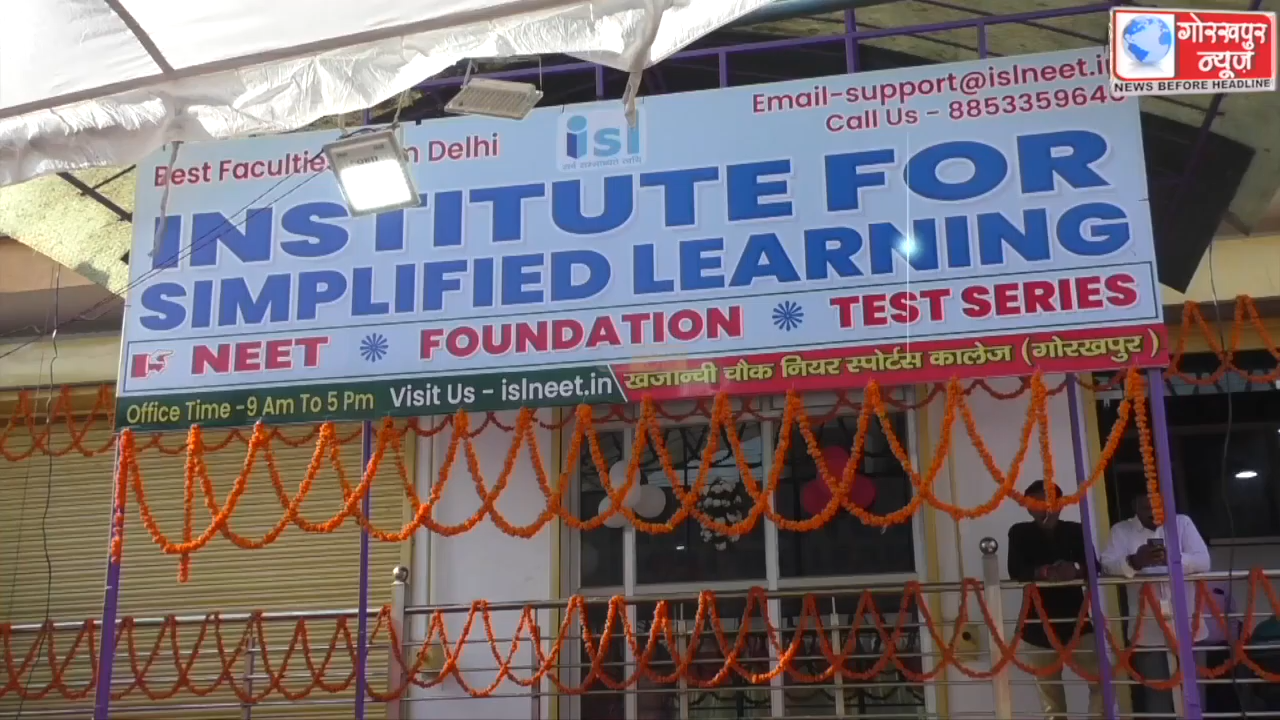 गोरखपुर
न्यूज़
NEWS BEFORE HEADLINE
Email-support@islneet.in
Call Us - 885335964
Best Faculties Delhi
isl
INSTITUTE FOR
SIMPLIFIED LEARNING
NEET FOUNDATION TEST SERIES
Office Time -9 Am To 5 Pm Visit Us - islneet.in खजान्ची चौक नियर स्पोर्टस कालेज (गोरखपुर)